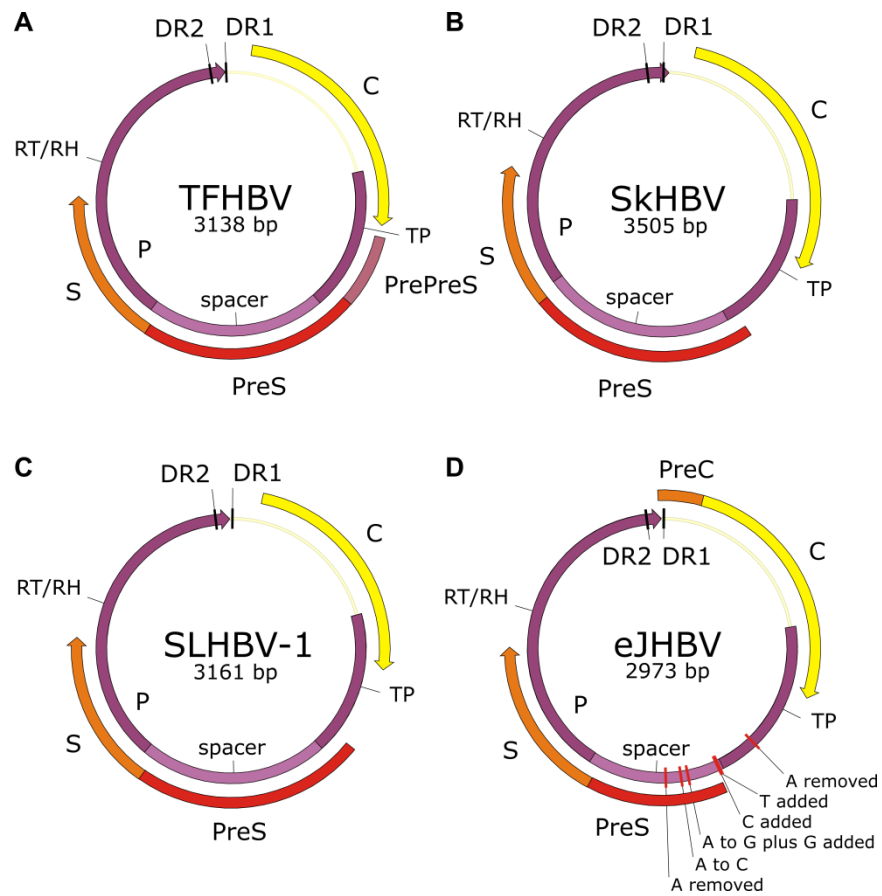 A
DR2
DR1
C
RT/RH
TFHBV
3138 bp
TP
P
PrePreS
S
spacer
PreS
B
DR2
DR1
C
RT/RH
SkHBV
3505 bp
P
S
spacer
TP
PreS
C
DR2
DR1
C
RT/RH
SLHBV-1
3161 bp
TP
P
S
spacer
PreS
D
PreC
C
DR2
DR1
RT/RH
eJHBV
2973 bp
TP
P
S
spacer
A removed
T added
PreS
C added
A to G plus G added
A to C
A removed